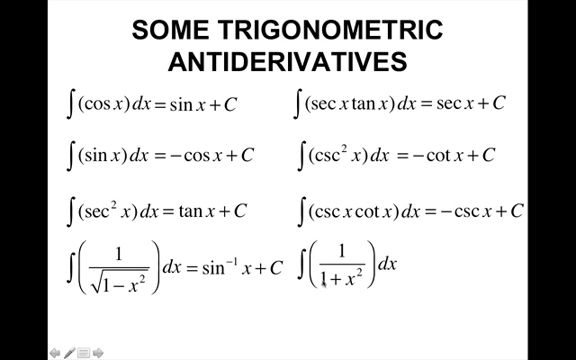 SOME TRIGONOMETRIC
ANTIDERIVATIVES
∫(cos x)dx = sin x + C
∫(sec x tan x)dx = sec x + C
∫(sin x)dx = −cos x + C
∫(csc² x)dx = −cot x + C
∫(sec² x)dx = tan x + C
∫(csc x cot x)dx = −csc x + C
∫(1/√(1−x²))dx = sin⁻¹ x + C
∫(1/(1+x²))dx